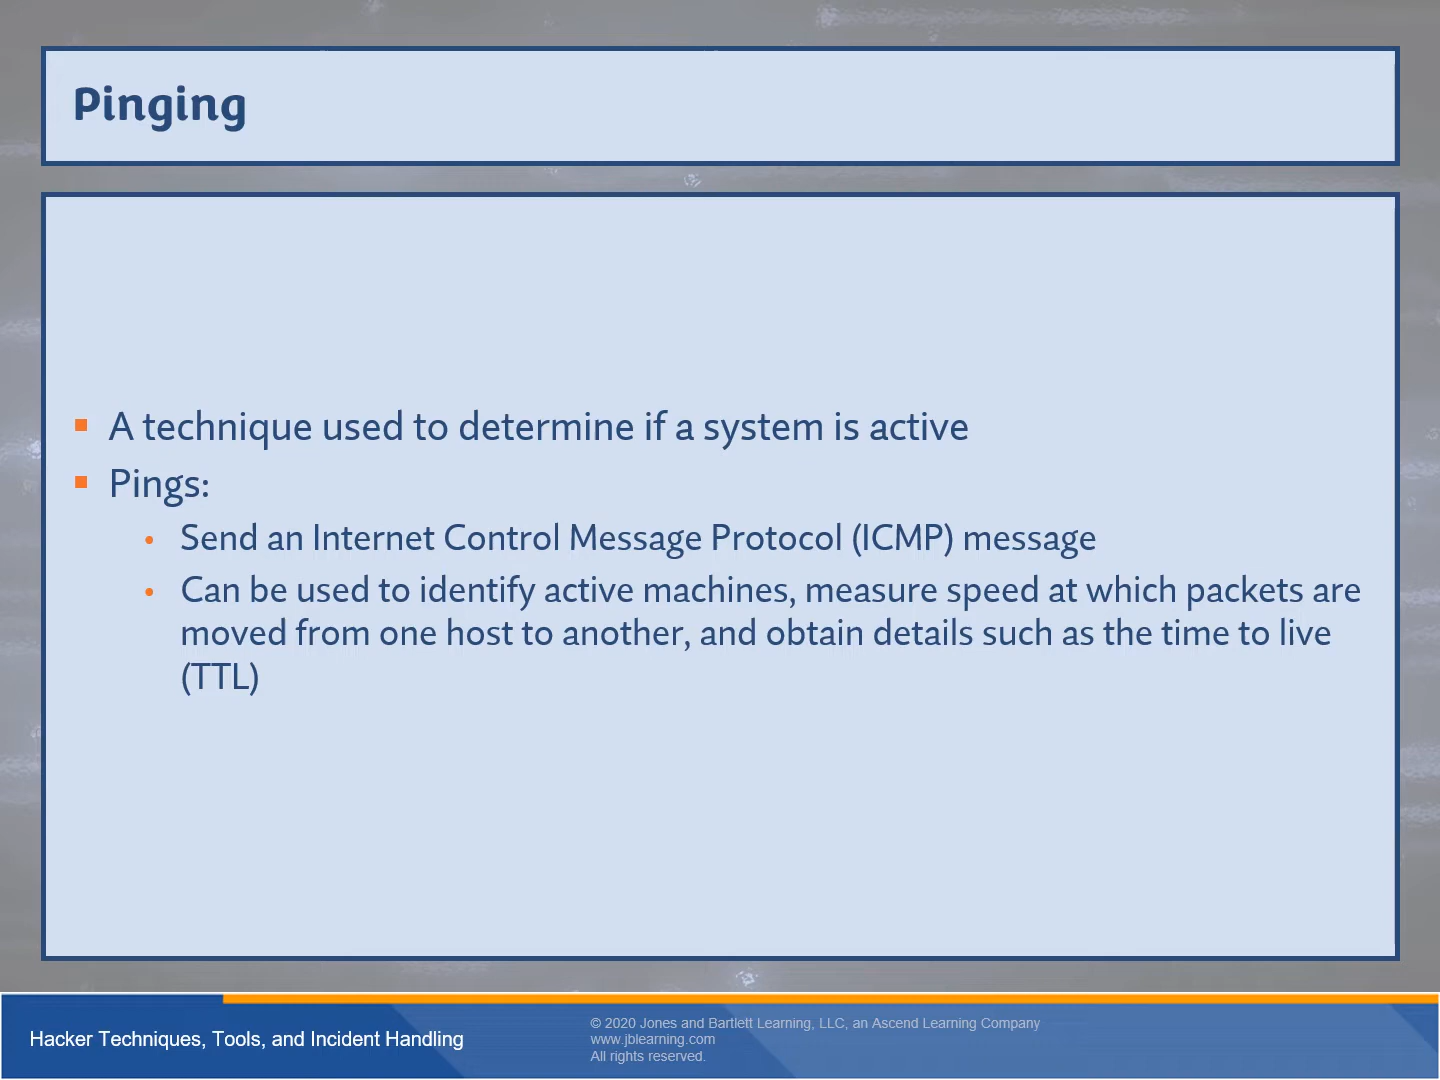 Pinging
A technique used to determine if a system is active
Pings:
Send an Internet Control Message Protocol (ICMP) message
Can be used to identify active machines, measure speed at which packets are
moved from one host to another, and obtain details such as the time to live
(TTL)
Hacker Techniques, Tools, and Incident Handling
© 2020 Jones and Bartlett Learning, LLC, an Ascend Learning Company
www.jblearning.com
All rights reserved.